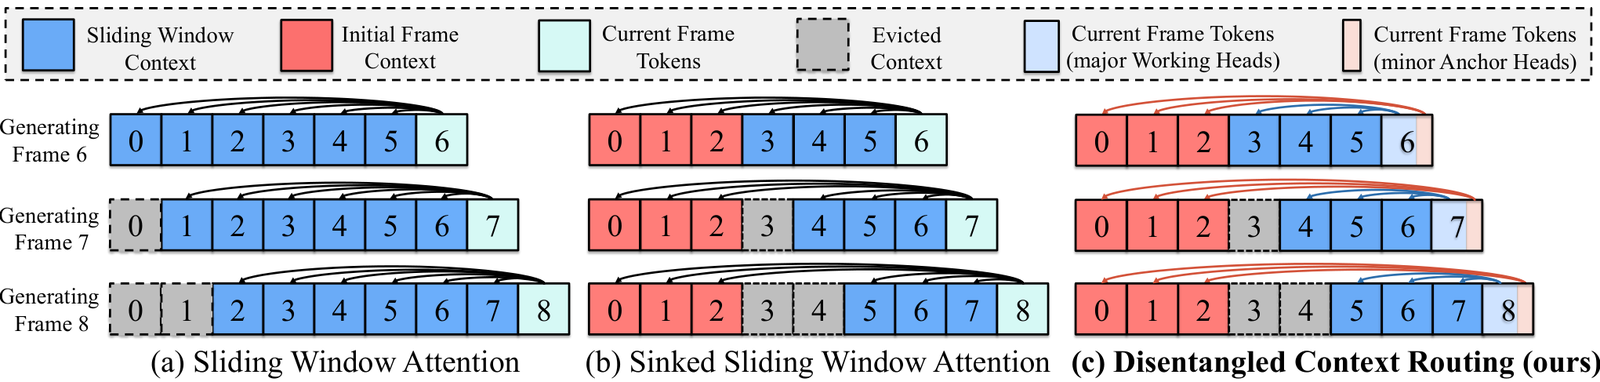 Sliding Window Context
Initial Frame Context
Current Frame Tokens
Evicted Context
Current Frame Tokens (major Working Heads)
Current Frame Tokens (minor Anchor Heads)
Generating Frame 6
0 1 2 3 4 5 6
0 1 2 3 4 5 6
0 1 2 3 4 5 6
Generating Frame 7
0 1 2 3 4 5 6 7
0 1 2 3 4 5 6 7
0 1 2 3 4 5 6 7
Generating Frame 8
0 1 2 3 4 5 6 7 8
0 1 2 3 4 5 6 7 8
0 1 2 3 4 5 6 7 8
(a) Sliding Window Attention
(b) Sinked Sliding Window Attention
(c) Disentangled Context Routing (ours)